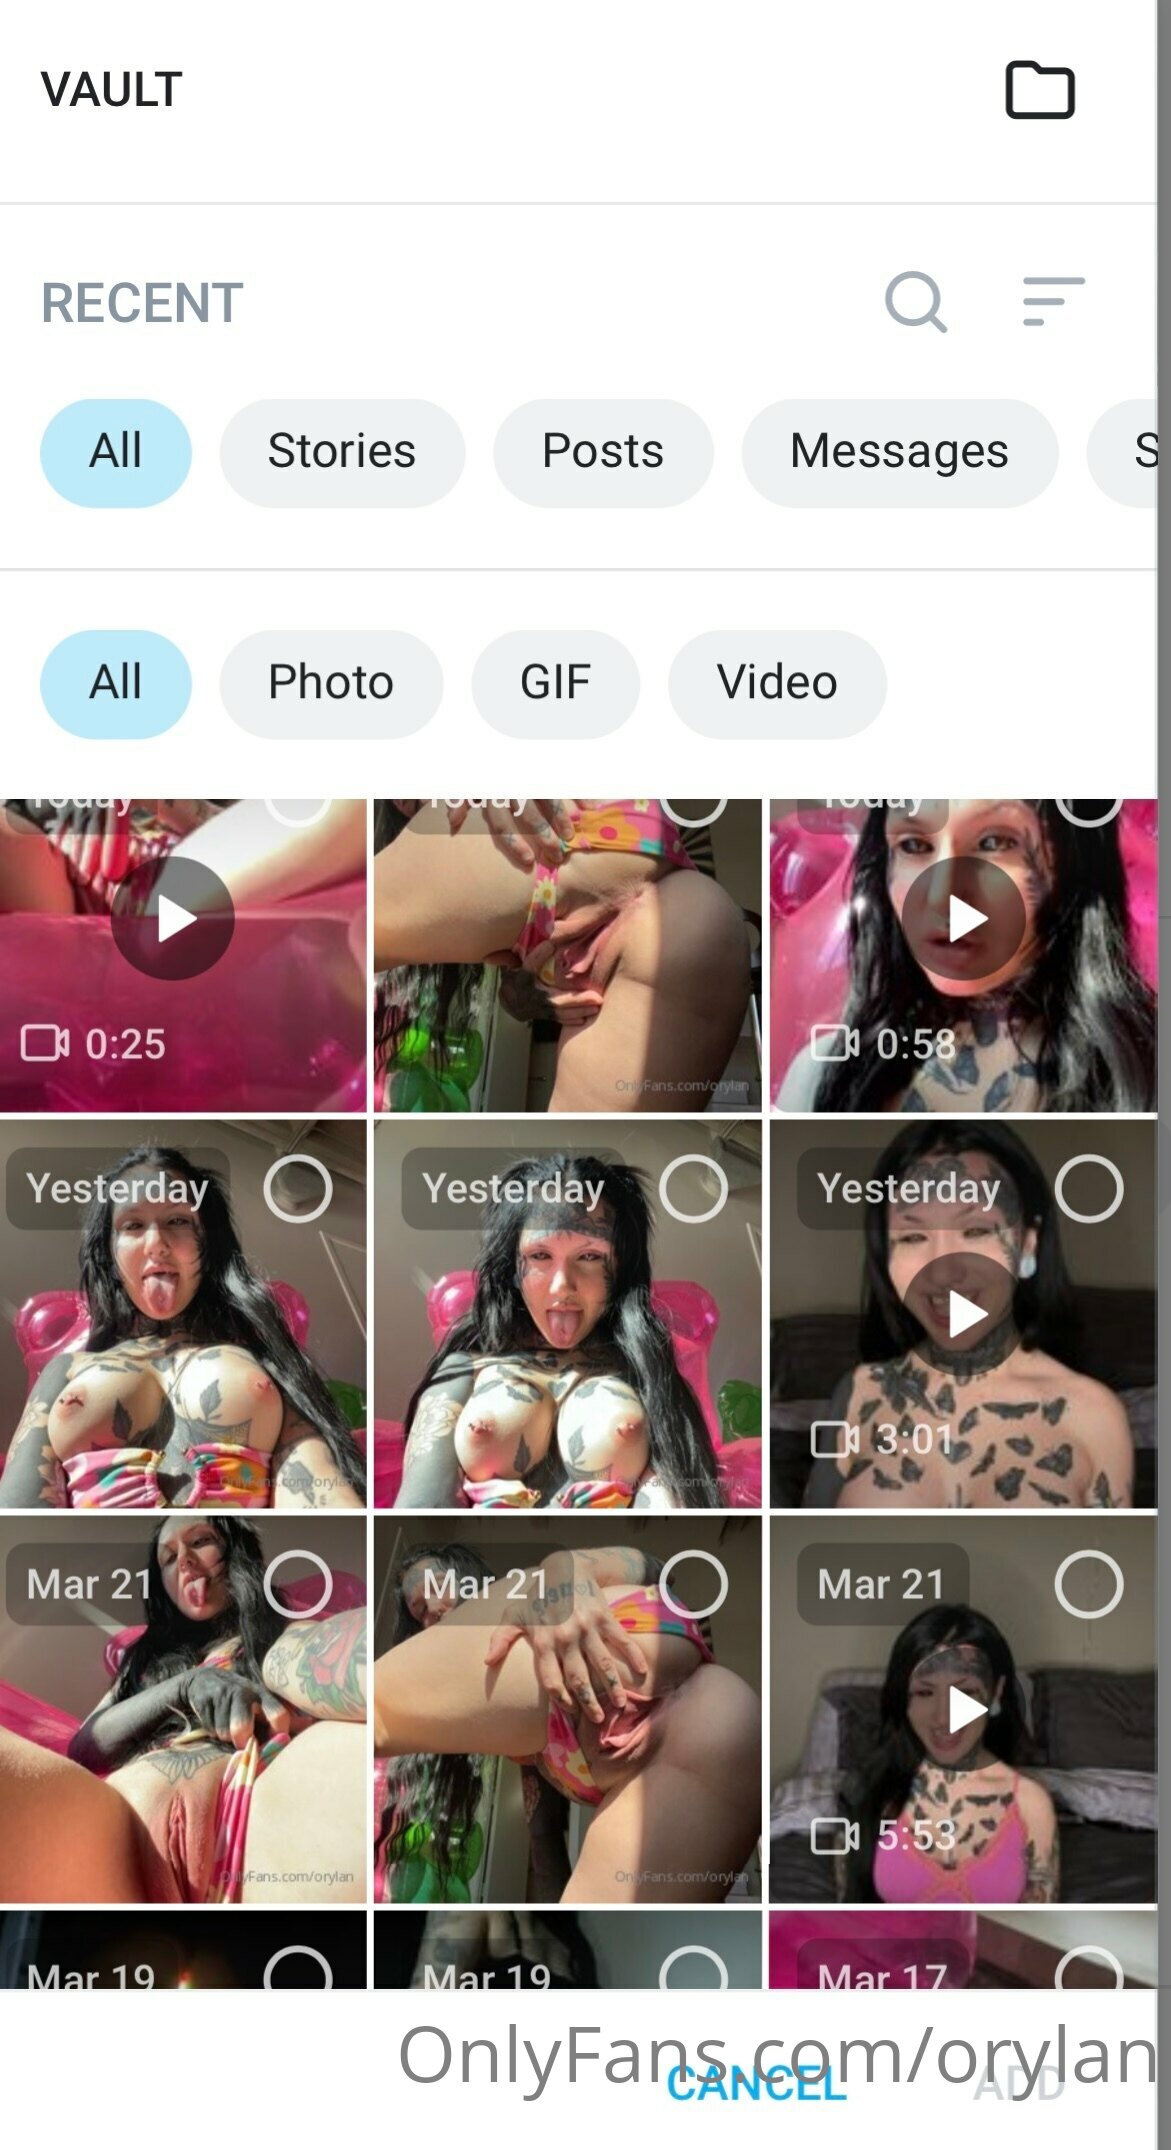 VAULT
RECENT
All Stories Posts Messages S
All Photo GIF Video
Today Today Today
0:25 0:58
OnlyFans.com/orylan
Yesterday Yesterday Yesterday
3:01
OnlyFans.com/orylan OnlyFans.com/orylan
Mar 21 Mar 21 Mar 21
5:53
OnlyFans.com/orylan OnlyFans.com/orylan
Mar 19 Mar 19 Mar 17
OnlyFans.com/orylan
CANCEL ADD